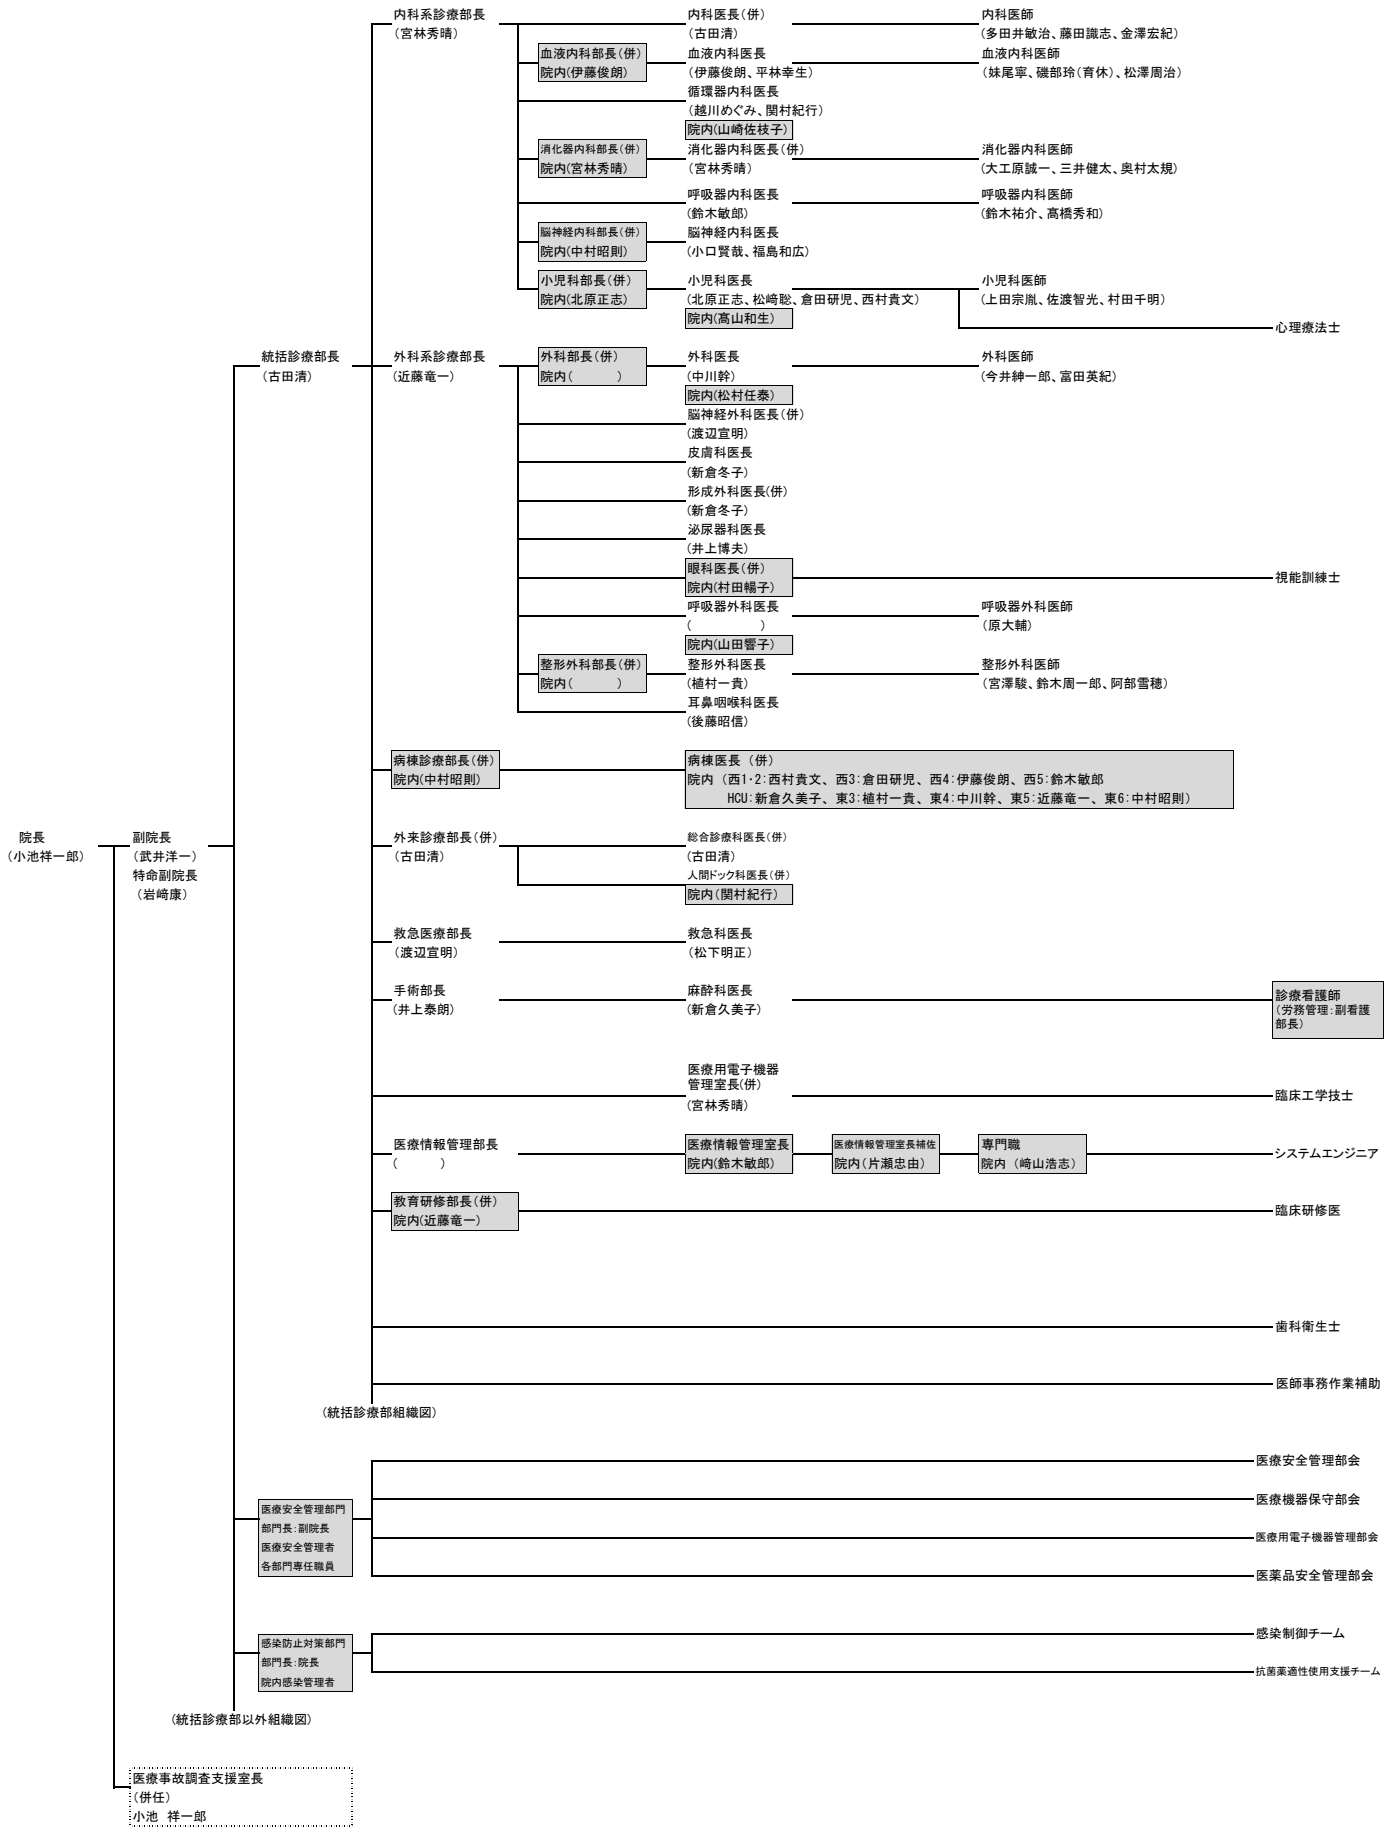 内科系診療部長
（宮林秀晴）
内科医長（併）
（古田清）
内科医師
（多田井敏治、藤田識志、金澤宏紀）
血液内科部長（併）
院内（伊藤俊朗）
血液内科医長
（伊藤俊朗、平林幸生）
血液内科医師
（妹尾寧、磯部玲（育休）、松澤周治）
循環器内科医長
（越川めぐみ、関村紀行）
院内（山崎佐枝子）
消化器内科部長（併）
院内（宮林秀晴）
消化器内科医長（併）
（宮林秀晴）
消化器内科医師
（大工原誠一、三井健太、奥村太規）
呼吸器内科医長
（鈴木敏郎）
呼吸器内科医師
（鈴木祐介、髙橋秀和）
脳神経内科部長（併）
院内（中村昭則）
脳神経内科医長
（小口賢哉、福島和広）
小児科部長（併）
院内（北原正志）
小児科医長
（北原正志、松﨑聡、倉田研児、西村貴文）
院内（髙山和生）
小児科医師
（上田宗胤、佐渡智光、村田千明）
心理療法士
統括診療部長
（古田清）
外科系診療部長
（近藤竜一）
外科部長（併）
院内（　　　）
外科医長
（中川幹）
院内（松村任泰）
外科医師
（今井紳一郎、富田英紀）
脳神経外科医長（併）
（渡辺宣明）
皮膚科医長
（新倉冬子）
形成外科医長（併）
（新倉冬子）
泌尿器科医長
（井上博夫）
眼科医長（併）
院内（村田暢子）
視能訓練士
呼吸器外科医長
（　　　　　）
院内（山田響子）
呼吸器外科医師
（原大輔）
整形外科部長（併）
院内（　　　）
整形外科医長
（植村一貴）
整形外科医師
（宮澤駿、鈴木周一郎、阿部雪穂）
耳鼻咽喉科医長
（後藤昭信）
病棟診療部長（併）
院内（中村昭則）
病棟医長　（併）
院内　（西1・2：西村貴文、西3：倉田研児、西4：伊藤俊朗、西5：鈴木敏郎
HCU：新倉久美子、東3：植村一貴、東4：中川幹、東5：近藤竜一、東6：中村昭則）
院長
（小池祥一郎）
副院長
（武井洋一）
特命副院長
（岩﨑康）
外来診療部長（併）
（古田清）
総合診療科医長（併）
（古田清）
人間ドック科医長（併）
院内（関村紀行）
救急医療部長
（渡辺宣明）
救急科医長
（松下明正）
手術部長
（井上泰朗）
麻酔科医長
（新倉久美子）
診療看護師
（労務管理：副看護
部長）
医療用電子機器
管理室長（併）
（宮林秀晴）
臨床工学技士
医療情報管理部長
（　　　）
医療情報管理室長
院内（鈴木敏郎）
医療情報管理室長補佐
院内（片瀬忠由）
専門職
院内　（﨑山浩志）
システムエンジニア
教育研修部長（併）
院内（近藤竜一）
臨床研修医
歯科衛生士
医師事務作業補助
（統括診療部組織図）
医療安全管理部門
部門長：副院長
医療安全管理者
各部門専任職員
医療安全管理部会
医療機器保守部会
医療用電子機器管理部会
医薬品安全管理部会
感染防止対策部門
部門長：院長
院内感染管理者
感染制御チーム
抗菌薬適性使用支援チーム
（統括診療部以外組織図）
医療事故調査支援室長
（併任）
小池　祥一郎